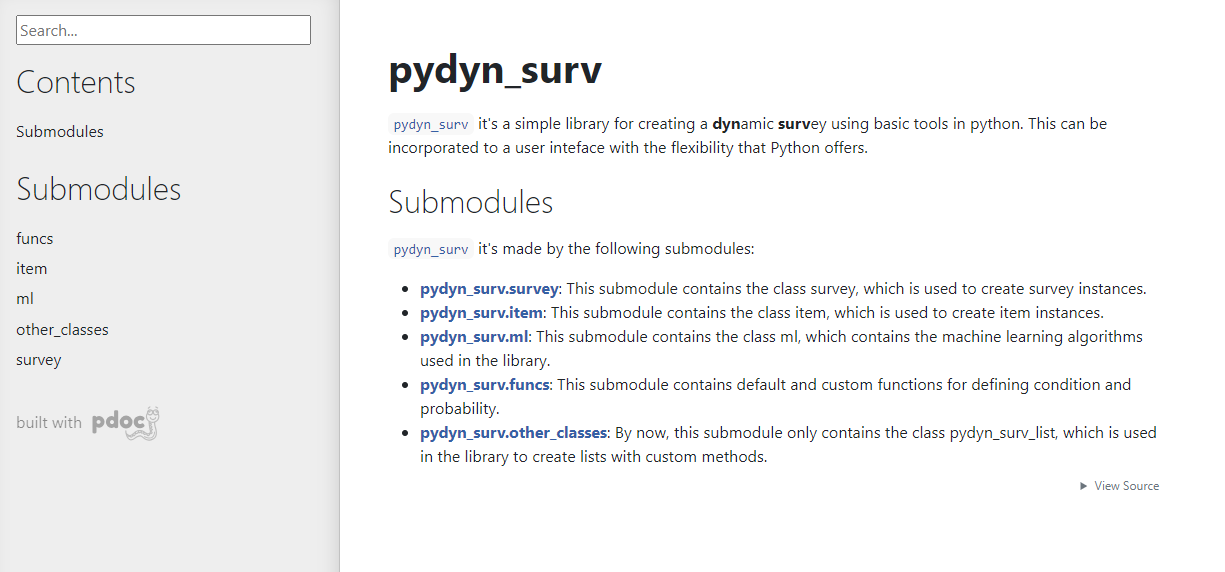 Search...
Contents
Submodules
Submodules
funcs
item
ml
other_classes
survey
built with pdoc
pydyn_surv
pydyn_surv it's a simple library for creating a dynamic survey using basic tools in python. This can be
incorporated to a user inteface with the flexibility that Python offers.
Submodules
pydyn_surv it's made by the following submodules:
• pydyn_surv.survey: This submodule contains the class survey, which is used to create survey instances.
• pydyn_surv.item: This submodule contains the class item, which is used to create item instances.
• pydyn_surv.ml: This submodule contains the class ml, which contains the machine learning algorithms
used in the library.
• pydyn_surv.funcs: This submodule contains default and custom functions for defining condition and
probability.
• pydyn_surv.other_classes: By now, this submodule only contains the class pydyn_surv_list, which is used
in the library to create lists with custom methods.
▶ View Source